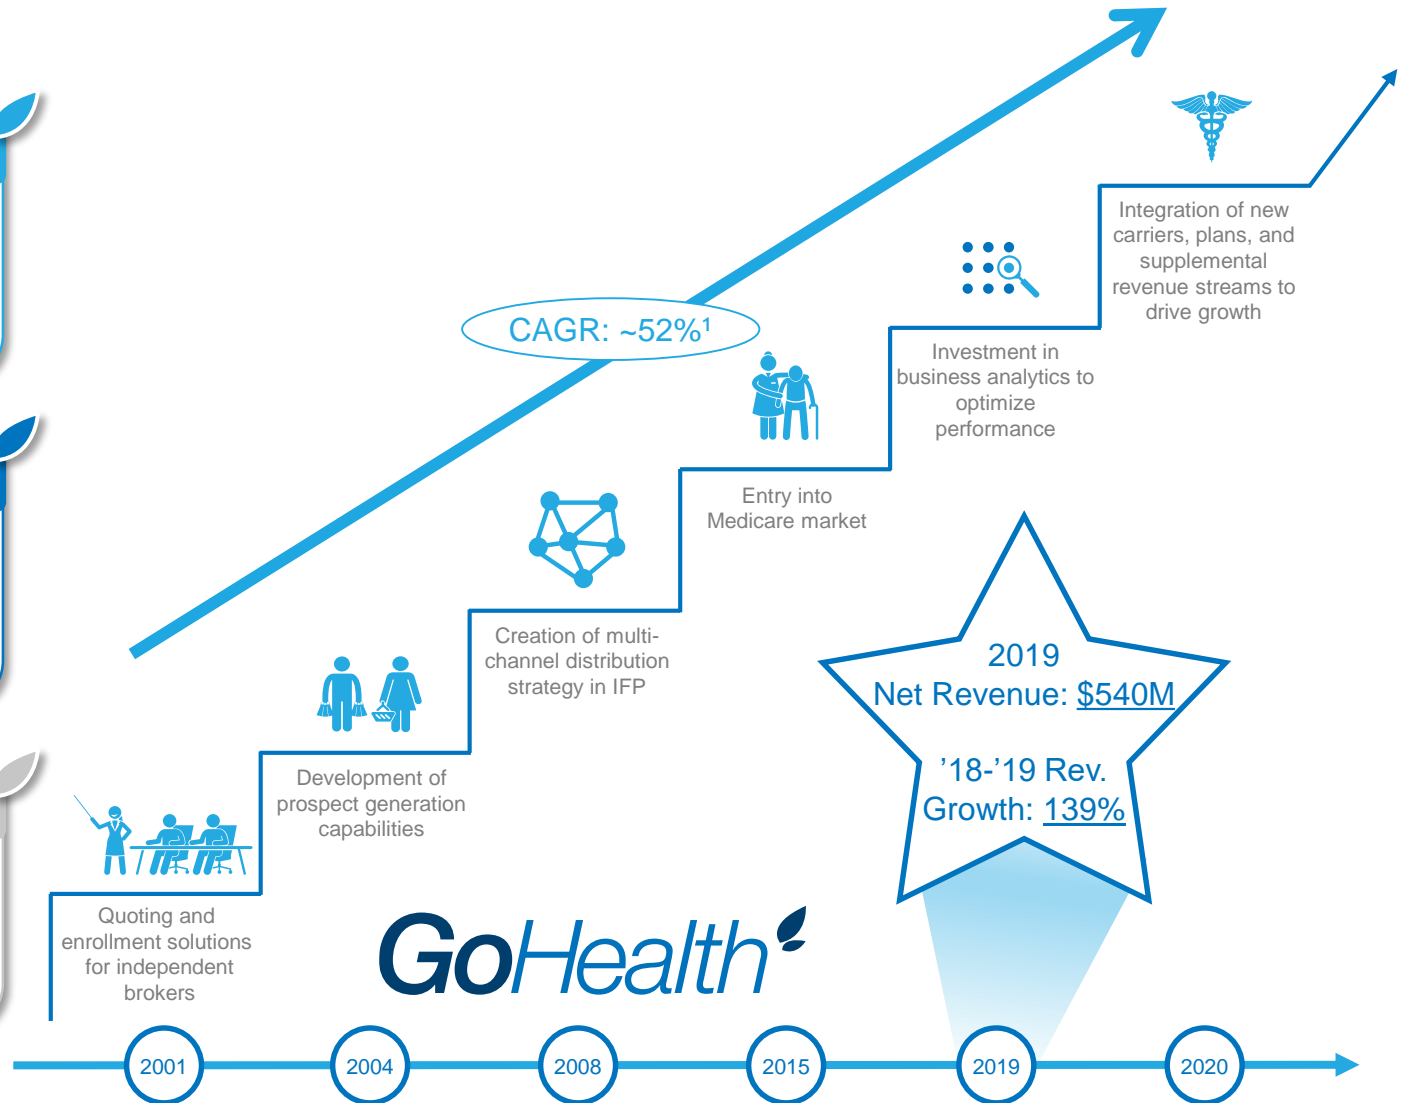 Integration of new
carriers, plans, and
supplemental
revenue streams to
drive growth
CAGR: ~52%¹
Investment in
business analytics to
optimize
performance
Entry into
Medicare market
Creation of multi-
channel distribution
strategy in IFP
2019
Net Revenue: $540M
’18-’19 Rev.
Growth: 139%
Development of
prospect generation
capabilities
Quoting and
enrollment solutions
for independent
brokers
GoHealth
2001
2004
2008
2015
2019
2020